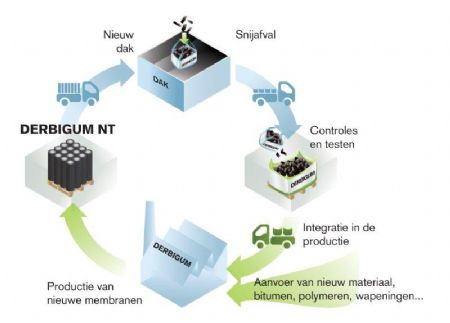 Nieuw
dak
Snijafval
DAK
DERBIGUM NT
Controles
en testen
DERBIGUM
Integratie in de
productie
DERBIGUM
Productie van
nieuwe membranen
Aanvoer van nieuw materiaal,
bitumen, polymeren, wapeningen...